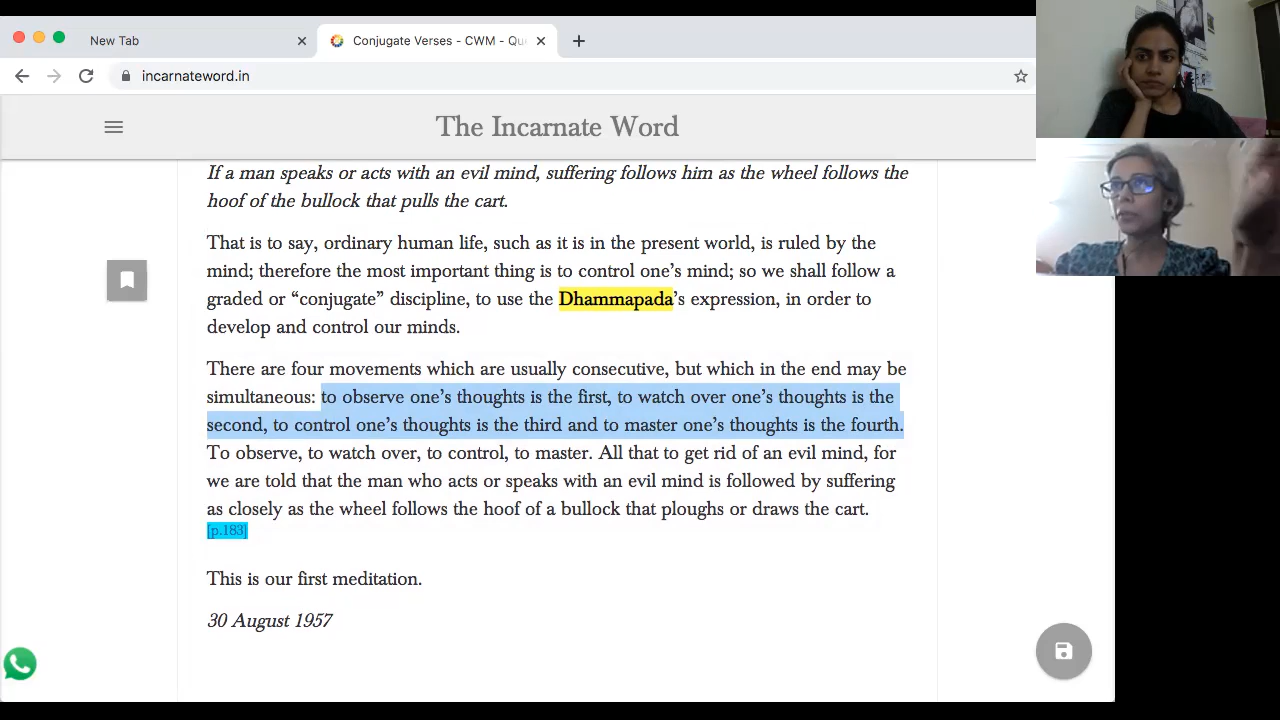 New Tab
Conjugate Verses - CWM - Qu
incarnateword.in
The Incarnate Word
If a man speaks or acts with an evil mind, suffering follows him as the wheel follows the
hoof of the bullock that pulls the cart.
That is to say, ordinary human life, such as it is in the present world, is ruled by the
mind; therefore the most important thing is to control one’s mind; so we shall follow a
graded or “conjugate” discipline, to use the Dhammapada’s expression, in order to
develop and control our minds.
There are four movements which are usually consecutive, but which in the end may be
simultaneous: to observe one’s thoughts is the first, to watch over one’s thoughts is the
second, to control one’s thoughts is the third and to master one’s thoughts is the fourth.
To observe, to watch over, to control, to master. All that to get rid of an evil mind, for
we are told that the man who acts or speaks with an evil mind is followed by suffering
as closely as the wheel follows the hoof of a bullock that ploughs or draws the cart.
[p.183]
This is our first meditation.
30 August 1957